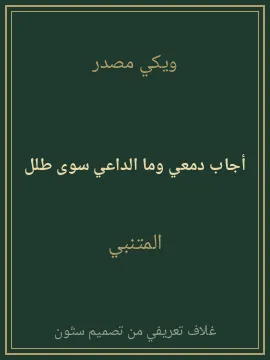 ويكي مصدر
أجاب دمعي وما الداعي سوى طلل
المتنبي
غلاف تعريفي من تصميم سثون